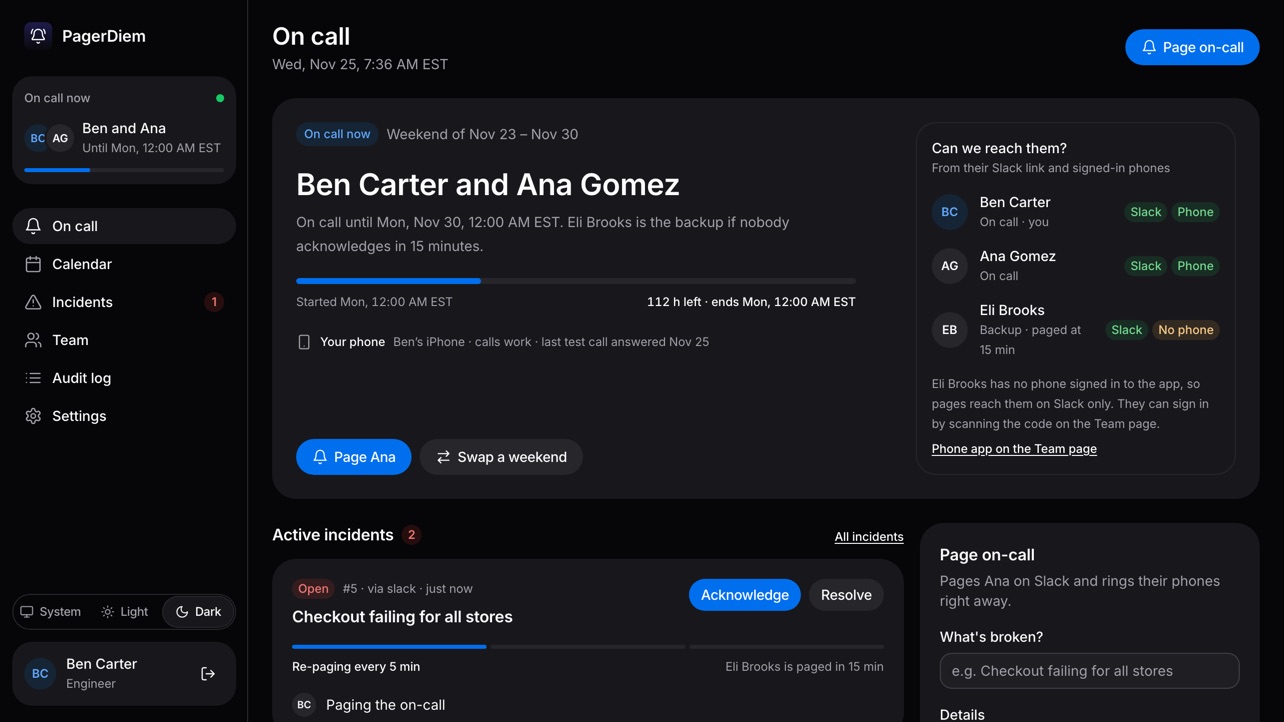 PagerDiem
On call now
BC AG Ben and Ana
Until Mon, 12:00 AM EST
On call
Calendar
Incidents 1
Team
Audit log
Settings
System Light Dark
BC Ben Carter
Engineer
On call
Wed, Nov 25, 7:36 AM EST
Page on-call
On call now Weekend of Nov 23 – Nov 30
Ben Carter and Ana Gomez
On call until Mon, Nov 30, 12:00 AM EST. Eli Brooks is the backup if nobody
acknowledges in 15 minutes.
Started Mon, 12:00 AM EST 112 h left · ends Mon, 12:00 AM EST
Your phone Ben’s iPhone · calls work · last test call answered Nov 25
Page Ana Swap a weekend
Can we reach them?
From their Slack link and signed-in phones
BC Ben Carter Slack Phone
On call · you
AG Ana Gomez Slack Phone
On call
EB Eli Brooks Slack No phone
Backup · paged at
15 min
Eli Brooks has no phone signed in to the app, so
pages reach them on Slack only. They can sign in
by scanning the code on the Team page.
Phone app on the Team page
Active incidents 2 All incidents
Open #5 · via slack · just now
Checkout failing for all stores
Acknowledge Resolve
Re-paging every 5 min Eli Brooks is paged in 15 min
BC Paging the on-call
Page on-call
Pages Ana on Slack and rings their phones
right away.
What's broken?
e.g. Checkout failing for all stores
Details